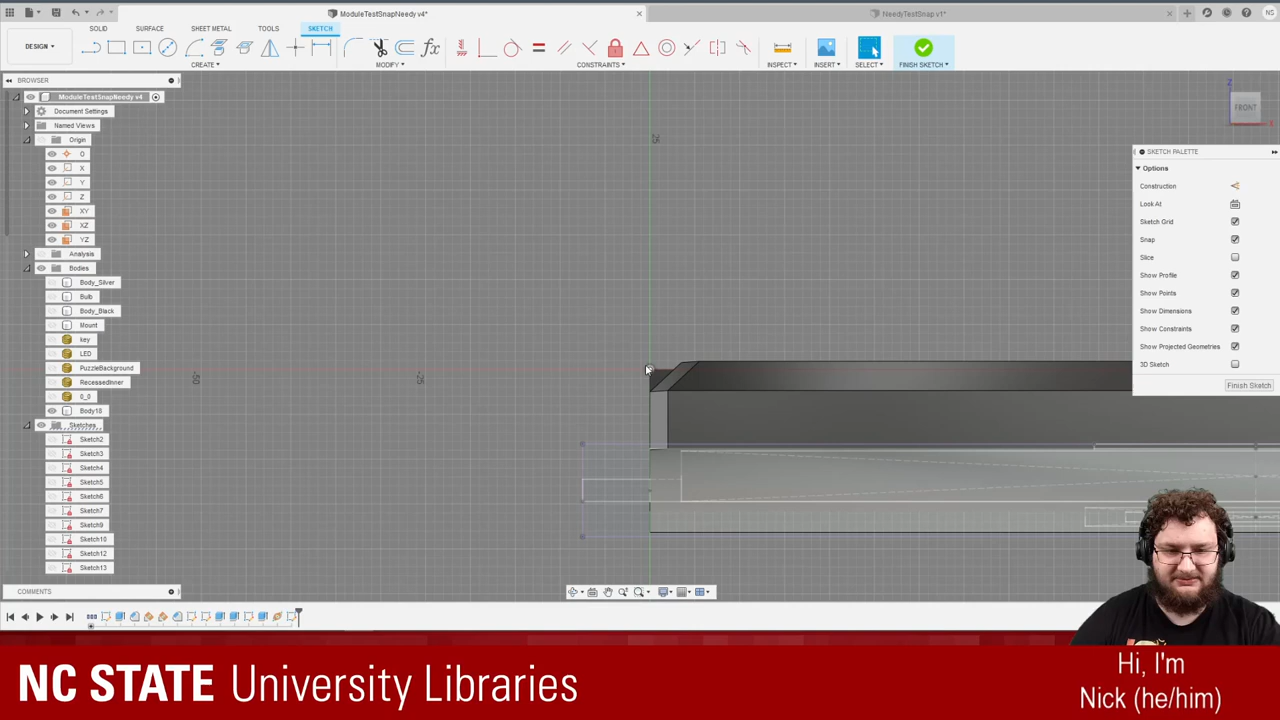 ModuleTestSnapNeedy v4*
NeedyTestSnap v1*
NS
DESIGN
SOLID
SURFACE
SHEET METAL
TOOLS
SKETCH
CREATE
MODIFY
CONSTRAINTS
INSPECT
INSERT
SELECT
FINISH SKETCH
BROWSER
ModuleTestSnapNeedy v4
Document Settings
Named Views
Origin
O
X
Y
Z
XY
XZ
YZ
Analysis
Bodies
Body_Silver
Bulb
Body_Black
Mount
key
LED
PuzzleBackground
RecessedInner
0_0
Body18
Sketches
Sketch2
Sketch3
Sketch4
Sketch5
Sketch6
Sketch7
Sketch9
Sketch10
Sketch12
Sketch13
COMMENTS
25
-50
-25
Z
FRONT
X
SKETCH PALETTE
Options
Construction
Look At
Sketch Grid
Snap
Slice
Show Profile
Show Points
Show Dimensions
Show Constraints
Show Projected Geometries
3D Sketch
Finish Sketch
NC STATE University Libraries
Hi, I'm
Nick (he/him)